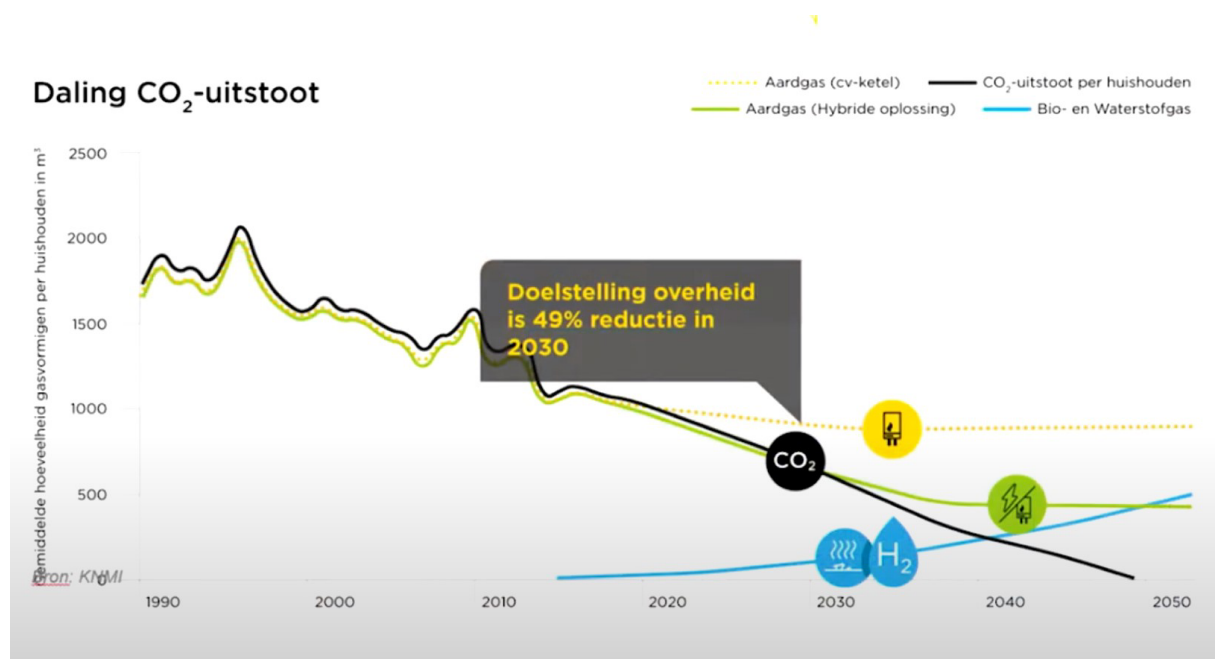 Daling CO₂-uitstoot
Aardgas (cv-ketel)
CO₂-uitstoot per huishouden
Aardgas (Hybride oplossing)
Bio- en Waterstofgas
emiddelde hoeveelheid gasvormigen per huishouden in m³
2500
2000
1500
1000
500
0
Doelstelling overheid
is 49% reductie in
2030
CO₂
H₂
Bron: KNMI
1990
2000
2010
2020
2030
2040
2050